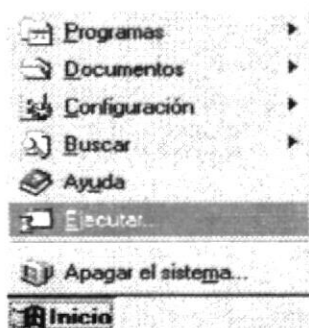 Programas
Documentos
Configuración
Buscar
Ayuda
Ejecutar...
Apagar el sistema...
Inicio